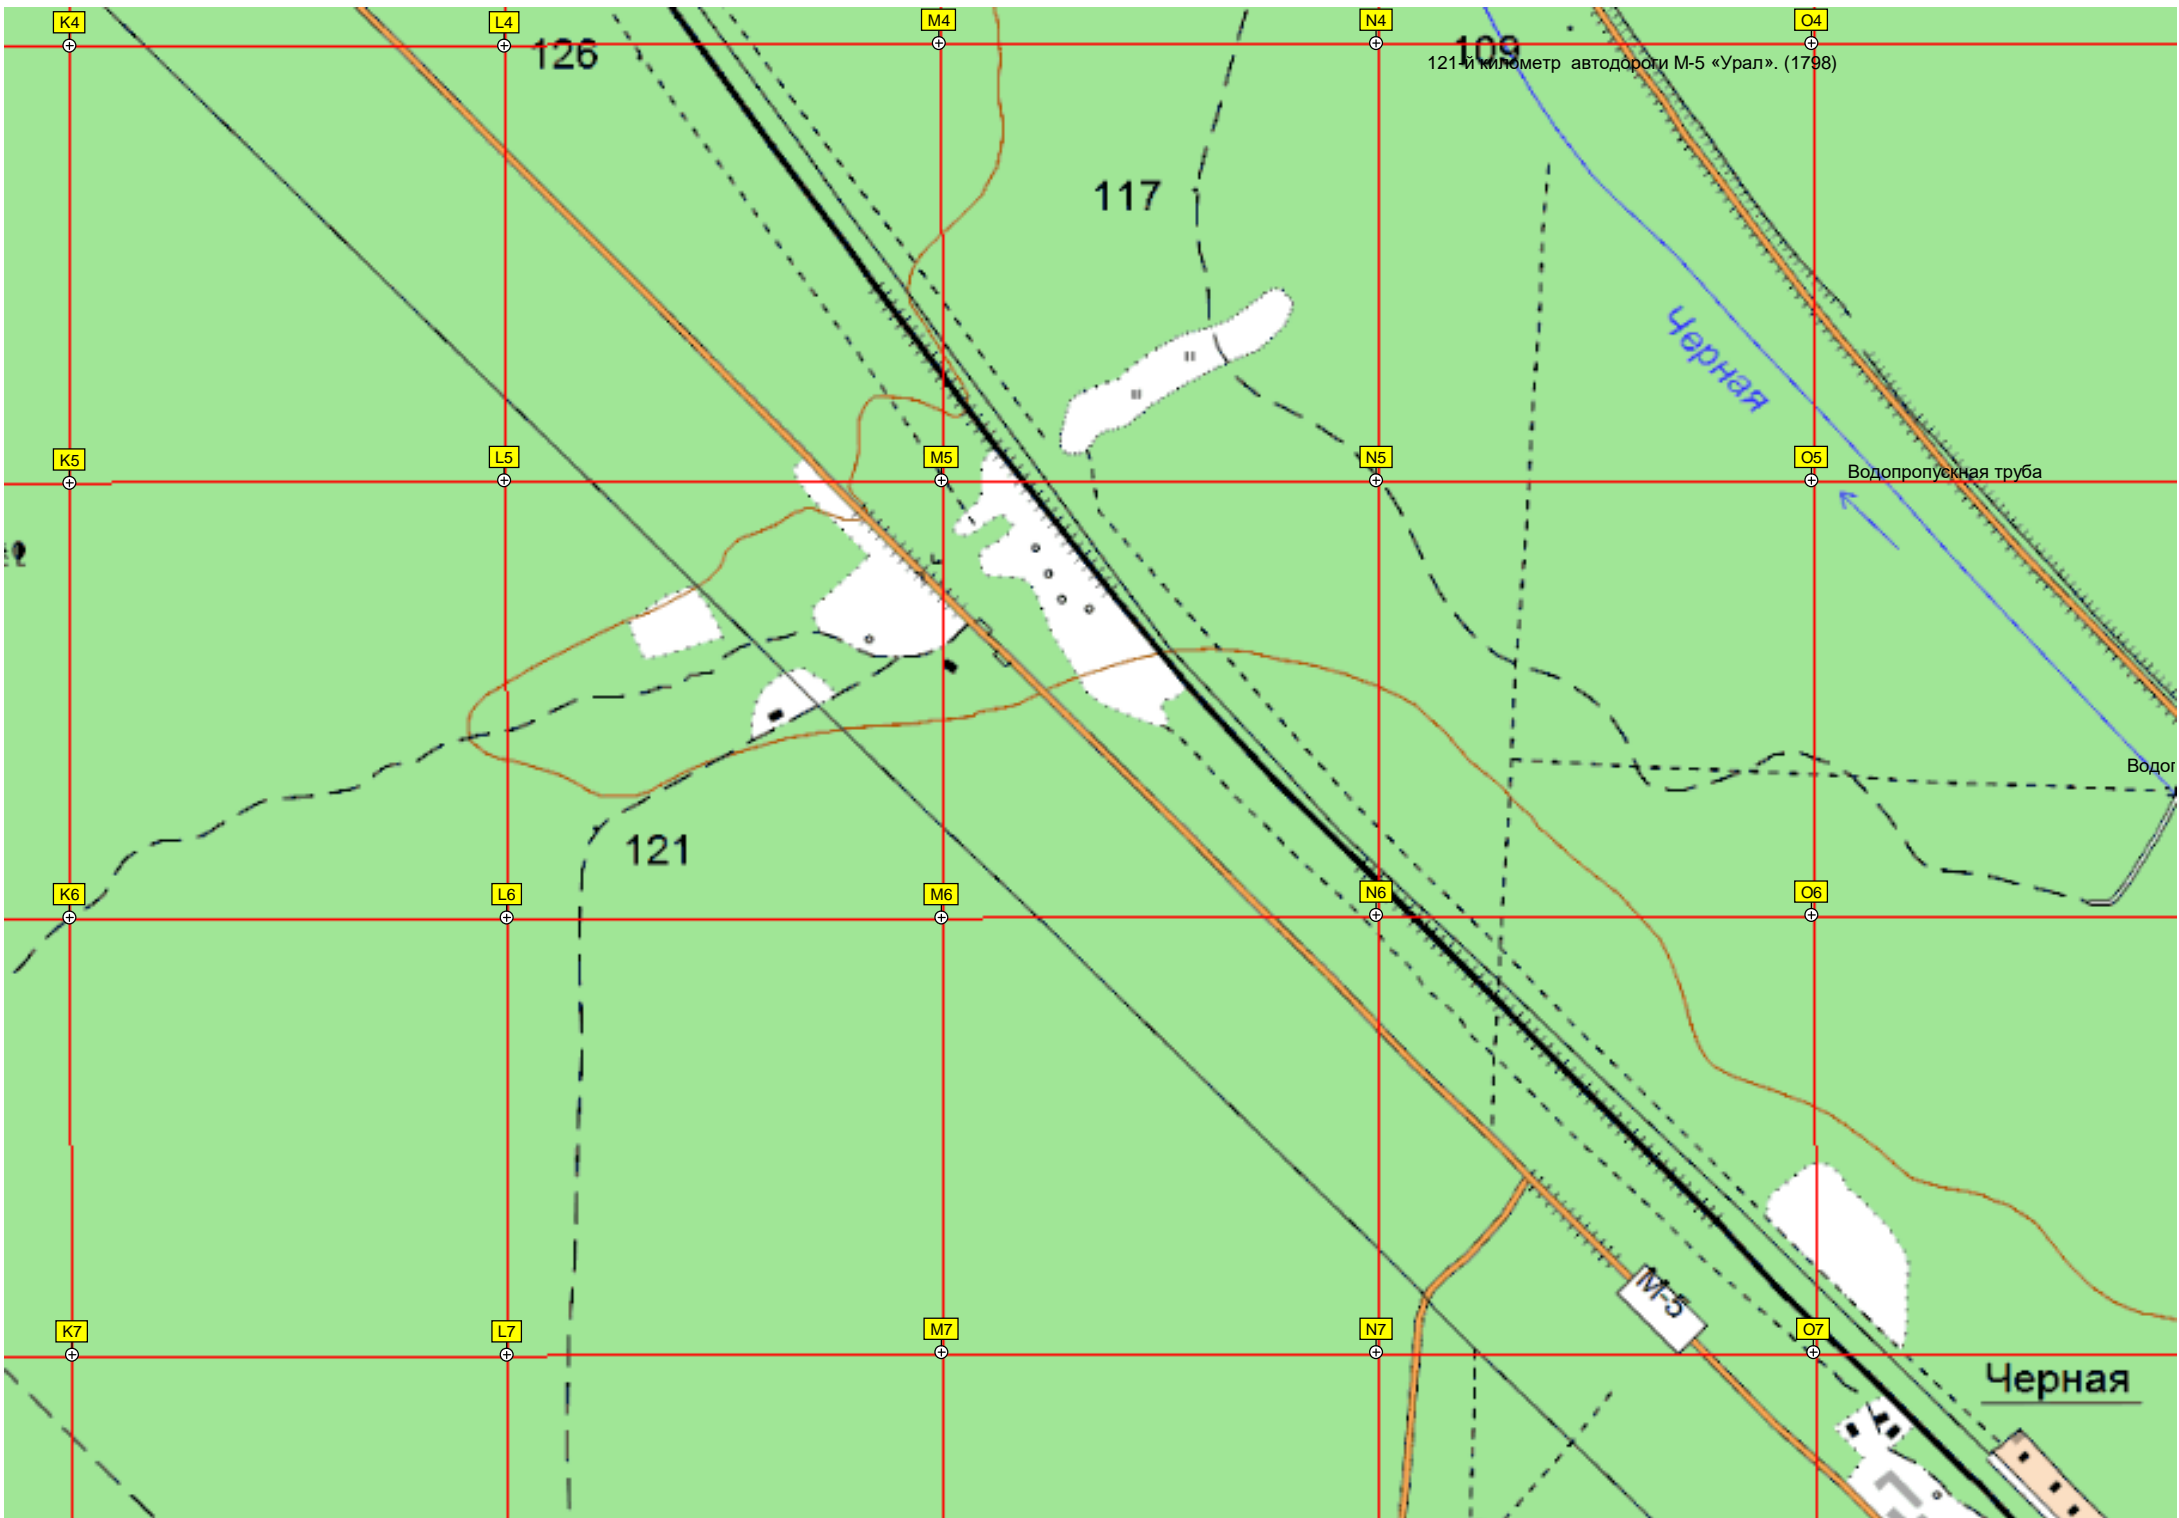 K4
L4
M4
N4
O4
126
109
121-й километр автодороги М-5 «Урал». (1798)
117
Черная
K5
L5
M5
N5
O5
Водопропускная труба
Водог
121
K6
L6
M6
N6
O6
М-5
K7
L7
M7
N7
O7
Черная